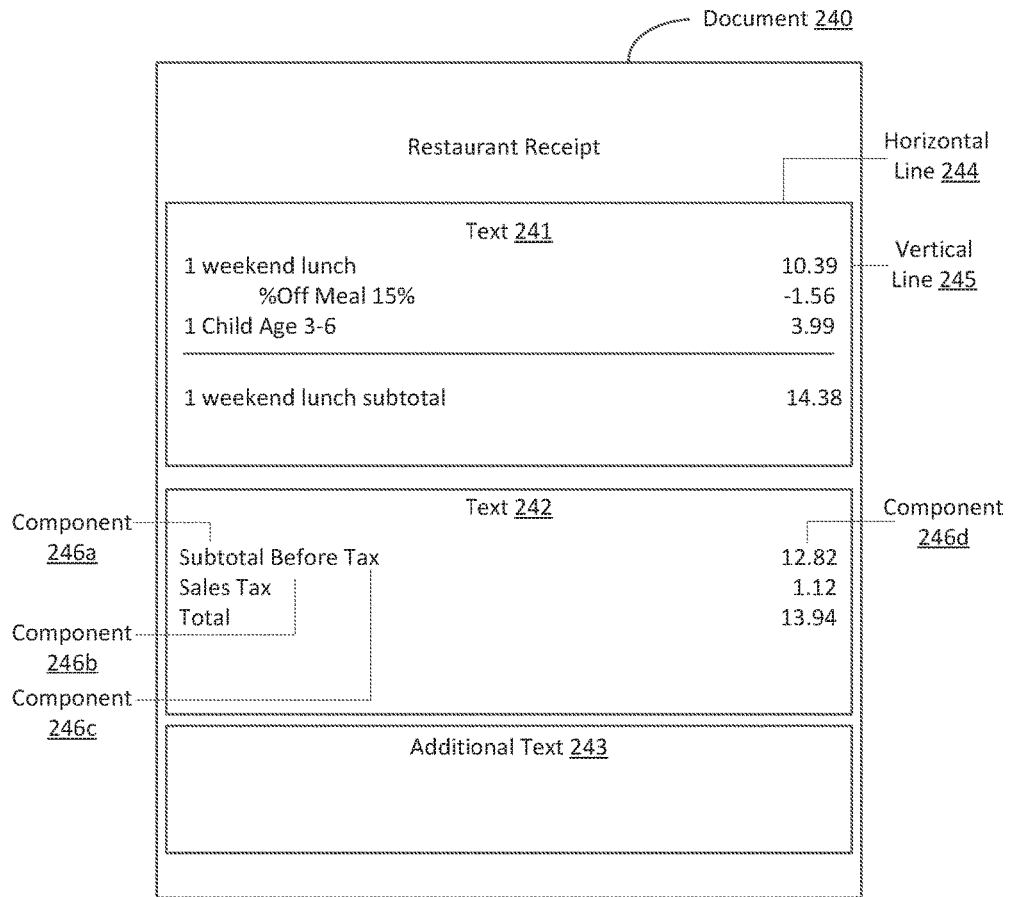 Document 240
Restaurant Receipt
Horizontal
Line 244
Text 241
1 weekend lunch 10.39
%Off Meal 15% -1.56
1 Child Age 3-6 3.99
Vertical
Line 245
1 weekend lunch subtotal 14.38
Text 242
Component
246a
Component
246d
Subtotal Before Tax 12.82
Sales Tax 1.12
Total 13.94
Component
246b
Component
246c
Additional Text 243